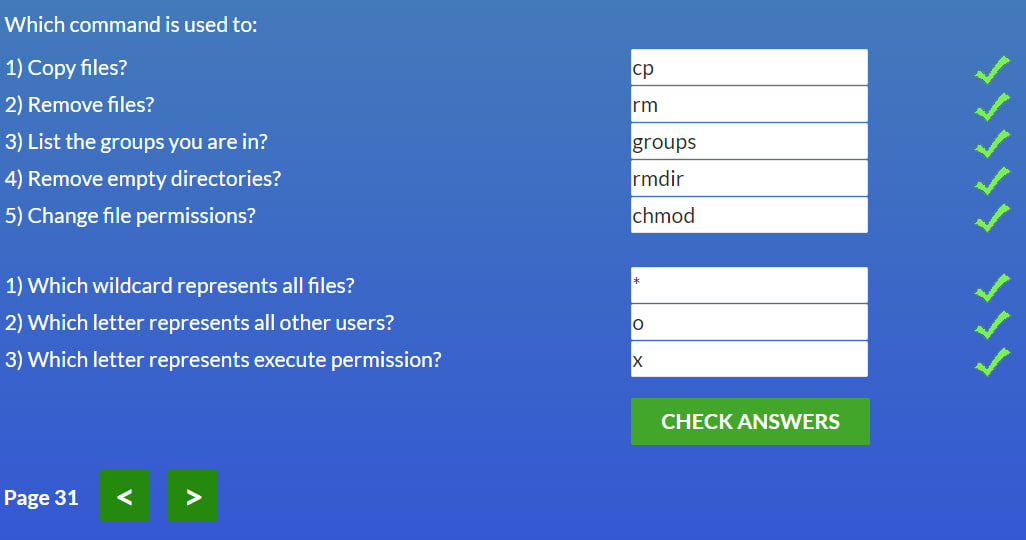 Which command is used to:
1) Copy files? cp
2) Remove files? rm
3) List the groups you are in? groups
4) Remove empty directories? rmdir
5) Change file permissions? chmod
1) Which wildcard represents all files? *
2) Which letter represents all other users? o
3) Which letter represents execute permission? x
CHECK ANSWERS
Page 31 < >